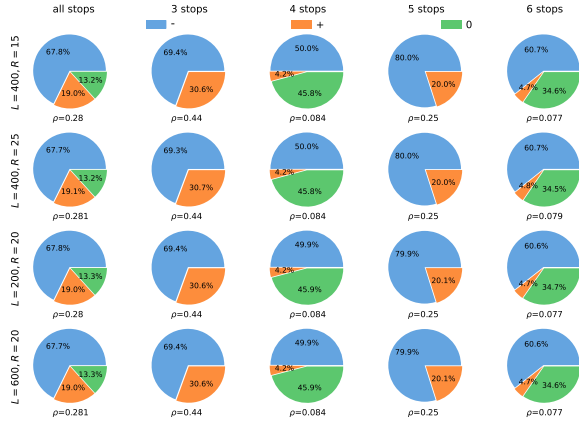 all stops 3 stops 4 stops 5 stops 6 stops
- + 0
L = 400, R = 15
67.8% 19.0% 13.2%
69.4% 30.6%
50.0% 4.2% 45.8%
80.0% 20.0%
60.7% 4.7% 34.6%
ρ=0.28 ρ=0.44 ρ=0.084 ρ=0.25 ρ=0.077
L = 400, R = 25
67.7% 19.1% 13.2%
69.3% 30.7%
50.0% 4.2% 45.8%
80.0% 20.0%
60.7% 4.8% 34.5%
ρ=0.281 ρ=0.44 ρ=0.084 ρ=0.25 ρ=0.079
L = 200, R = 20
67.8% 19.0% 13.3%
69.4% 30.6%
49.9% 4.2% 45.9%
79.9% 20.1%
60.6% 4.7% 34.7%
ρ=0.28 ρ=0.44 ρ=0.084 ρ=0.25 ρ=0.077
L = 600, R = 20
67.7% 19.0% 13.3%
69.4% 30.6%
49.9% 4.2% 45.9%
79.9% 20.1%
60.6% 4.7% 34.6%
ρ=0.281 ρ=0.44 ρ=0.084 ρ=0.25 ρ=0.077